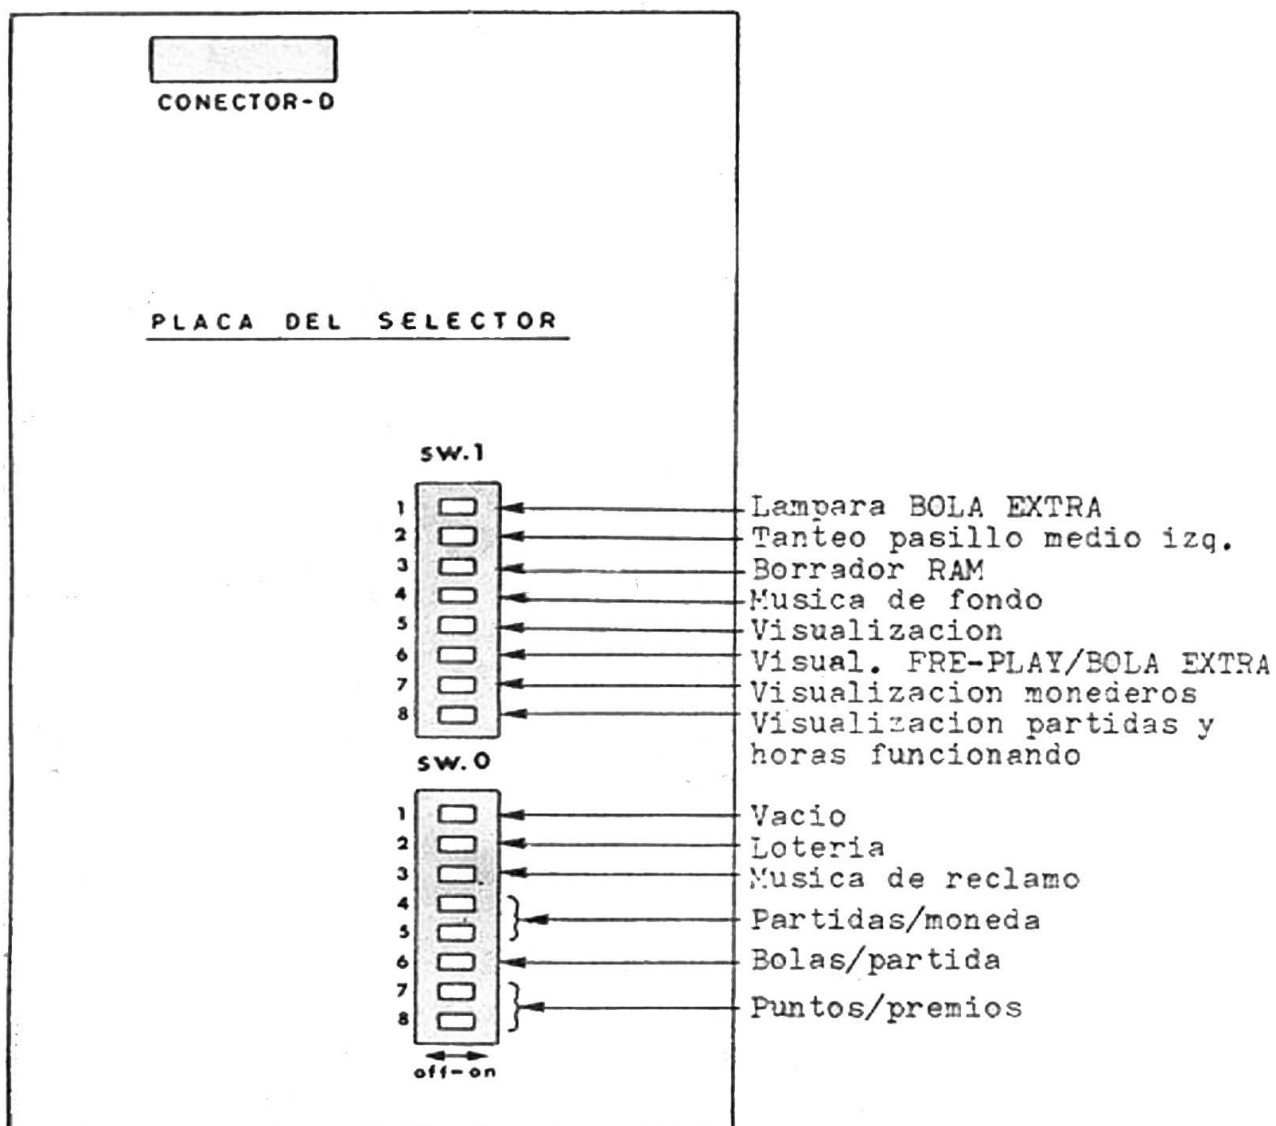 CONECTOR-D
PLACA DEL SELECTOR
SW.1
1 Lampara BOLA EXTRA
2 Tanteo pasillo medio izq.
3 Borrador RAM
4 Musica de fondo
5 Visualizacion
6 Visual. FRE-PLAY/BOLA EXTRA
7 Visualizacion monederos
8 Visualizacion partidas y
horas funcionando
SW.0
1 Vacio
2 Loteria
3 Musica de reclamo
4
Partidas/moneda
5
6 Bolas/partida
7
Puntos/premios
8
off-on